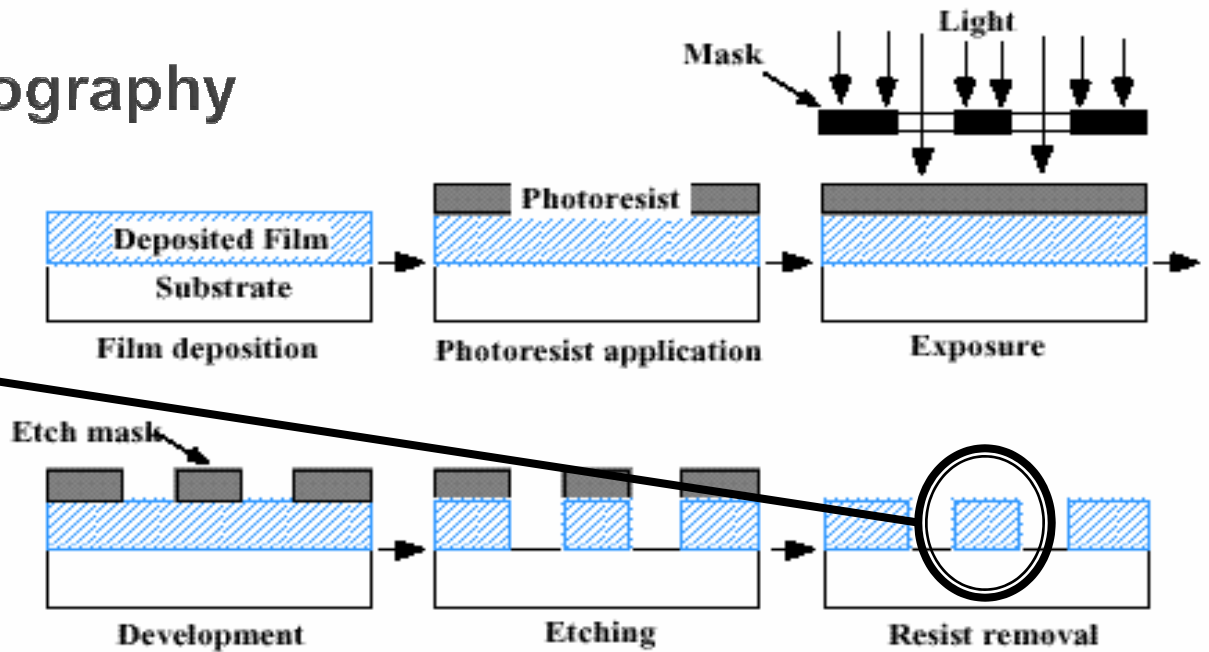 ography
Light
Mask
Photoresist
Deposited Film
Substrate
Film deposition
Photoresist application
Exposure
Etch mask
Development
Etching
Resist removal